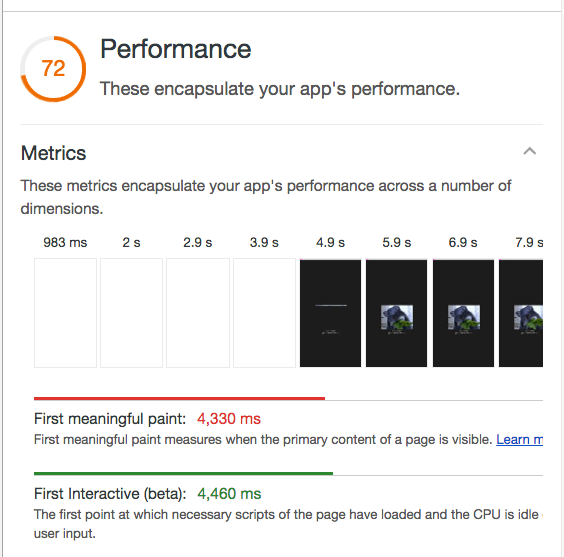 72
Performance
These encapsulate your app's performance.
Metrics
These metrics encapsulate your app's performance across a number of
dimensions.
983 ms 2 s 2.9 s 3.9 s 4.9 s 5.9 s 6.9 s 7.9 s
First meaningful paint: 4,330 ms
First meaningful paint measures when the primary content of a page is visible. Learn m
First Interactive (beta): 4,460 ms
The first point at which necessary scripts of the page have loaded and the CPU is idle
user input.